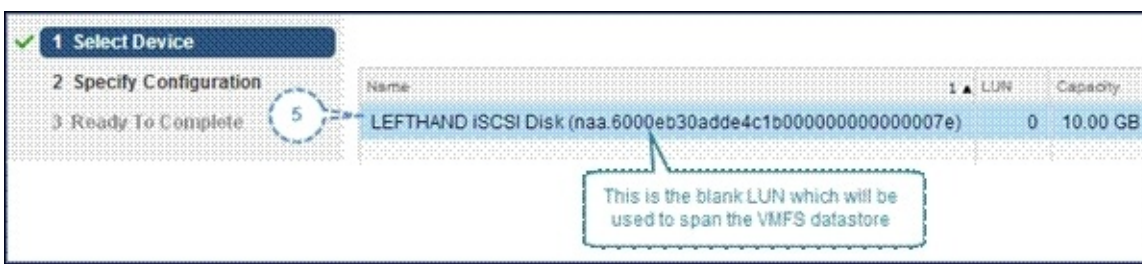 1 Select Device
2 Specify Configuration
3 Ready To Complete
5
Name 1 LUN Capacity
LEFTHAND iSCSI Disk (naa.6000eb30adde4c1b000000000000007e) 0 10.00 GB
This is the blank LUN which will be
used to span the VMFS datastore